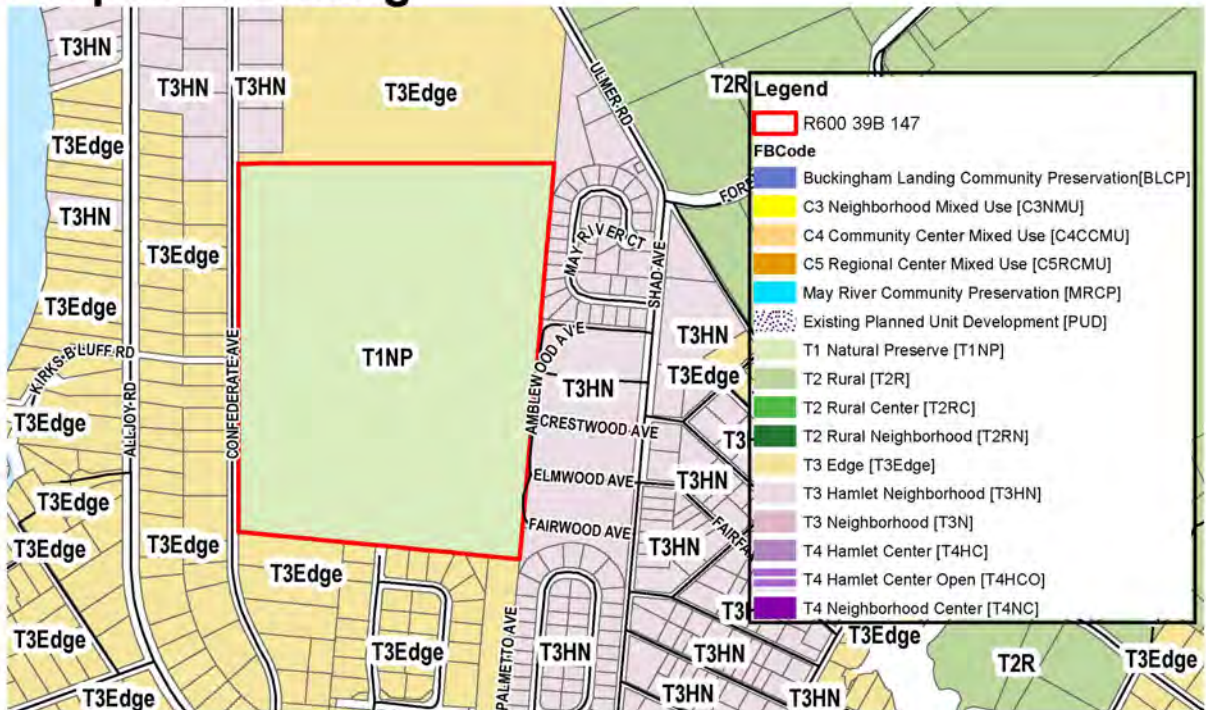 T3HN
T3HN
T3HN
T3Edge
ULMER RD
T2R
T3Edge
T3HN
T3Edge
T3Edge
KIRKS BLUFF RD
ALLJOY RD
CONFEDERATE AVE
T1NP
MAY RIVER CT
SHAD AVE
AMBLEWOOD AVE
T3HN
T3HN
T3Edge
CRESTWOOD AVE
ELMWOOD AVE
T3HN
FAIRWOOD AVE
T3HN
T3Edge
T3Edge
T3Edge
T3Edge
T3Edge
T3Edge
T3Edge
T3Edge
PALMETTO AVE
T3HN
T3HN
T3HN
T3HN
T3Edge
T2R
T3Edge
Legend
R600 39B 147
FBCode
Buckingham Landing Community Preservation[BLCP]
C3 Neighborhood Mixed Use [C3NMU]
C4 Community Center Mixed Use [C4CCMU]
C5 Regional Center Mixed Use [C5RCMU]
May River Community Preservation [MRCP]
Existing Planned Unit Development [PUD]
T1 Natural Preserve [T1NP]
T2 Rural [T2R]
T2 Rural Center [T2RC]
T2 Rural Neighborhood [T2RN]
T3 Edge [T3Edge]
T3 Hamlet Neighborhood [T3HN]
T3 Neighborhood [T3N]
T4 Hamlet Center [T4HC]
T4 Hamlet Center Open [T4HCO]
T4 Neighborhood Center [T4NC]